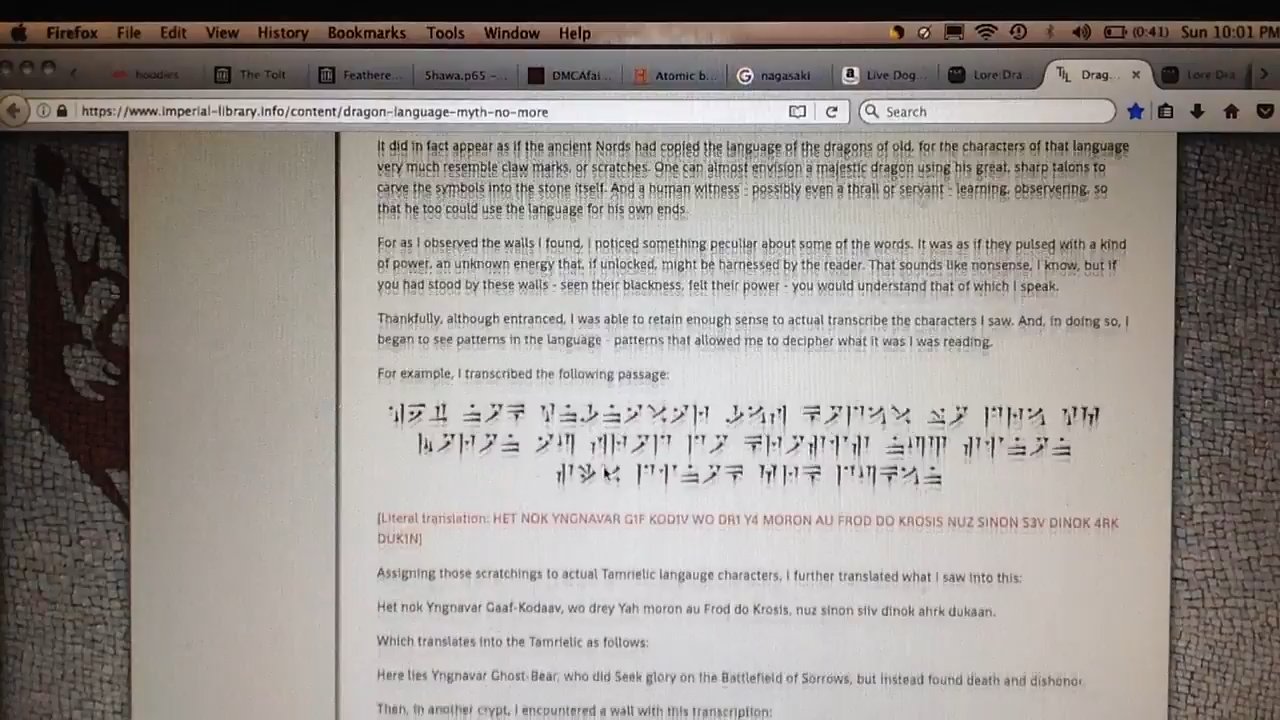 Firefox File Edit View History Bookmarks Tools Window Help (0:41) Sun 10:01 PM
hoodies The Toit Feathere... Shawa.p65 – ... DMCAfai... Atomic b... nagasaki Live Dog... Lore Dra TIL Drag... Lore Dra
https://www.imperial-library.info/content/dragon-language-myth-no-more Search
It did in fact appear as if the ancient Nords had copied the language of the dragons of old, for the characters of that language
very much resemble claw marks, or scratches. One can almost envision a majestic dragon using his great, sharp talons to
carve the symbols into the stone itself. And a human witness - possibly even a thrall or servant - learning, observering, so
that he too could use the language for his own ends.
For as I observed the walls I found, I noticed something peculiar about some of the words. It was as if they pulsed with a kind
of power, an unknown energy that, if unlocked, might be harnessed by the reader. That sounds like nonsense, I know, but if
you had stood by these walls - seen their blackness, felt their power - you would understand that of which I speak.
Thankfully, although entranced, I was able to retain enough sense to actual transcribe the characters I saw. And, in doing so, I
began to see patterns in the language - patterns that allowed me to decipher what it was I was reading.
For example, I transcribed the following passage:
[Literal translation: HET NOK YNGNAVAR G1F KOD1V WO DR1 Y4 MORON AU FROD DO KROSIS NUZ SINON S3V DINOK 4RK
DUK1N]
Assigning those scratchings to actual Tamrielic langauge characters, I further translated what I saw into this:
Het nok Yngnavar Gaaf-Kodaav, wo drey Yah moron au Frod do Krosis, nuz sinon siiv dinok ahrk dukaan.
Which translates into the Tamrielic as follows:
Here lies Yngnavar Ghost-Bear, who did Seek glory on the Battlefield of Sorrows, but instead found death and dishonor.
Then, in another crypt, I encountered a wall with this transcription: